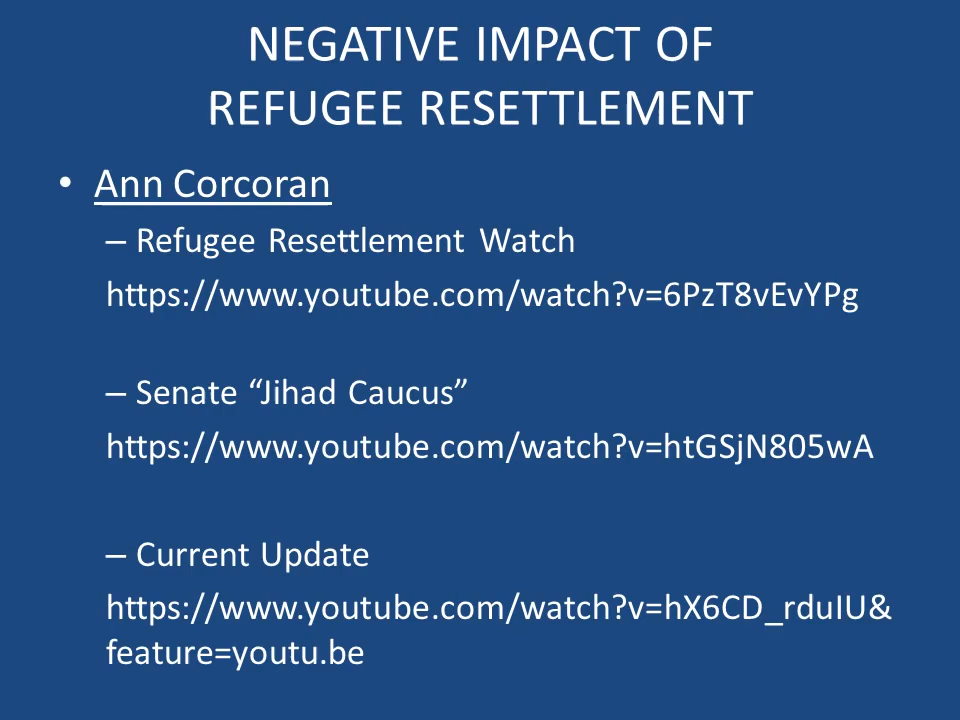 NEGATIVE IMPACT OF
REFUGEE RESETTLEMENT
• Ann Corcoran
– Refugee Resettlement Watch
https://www.youtube.com/watch?v=6PzT8vEvYPg
– Senate “Jihad Caucus”
https://www.youtube.com/watch?v=htGSjN805wA
– Current Update
https://www.youtube.com/watch?v=hX6CD_rduIU&
feature=youtu.be